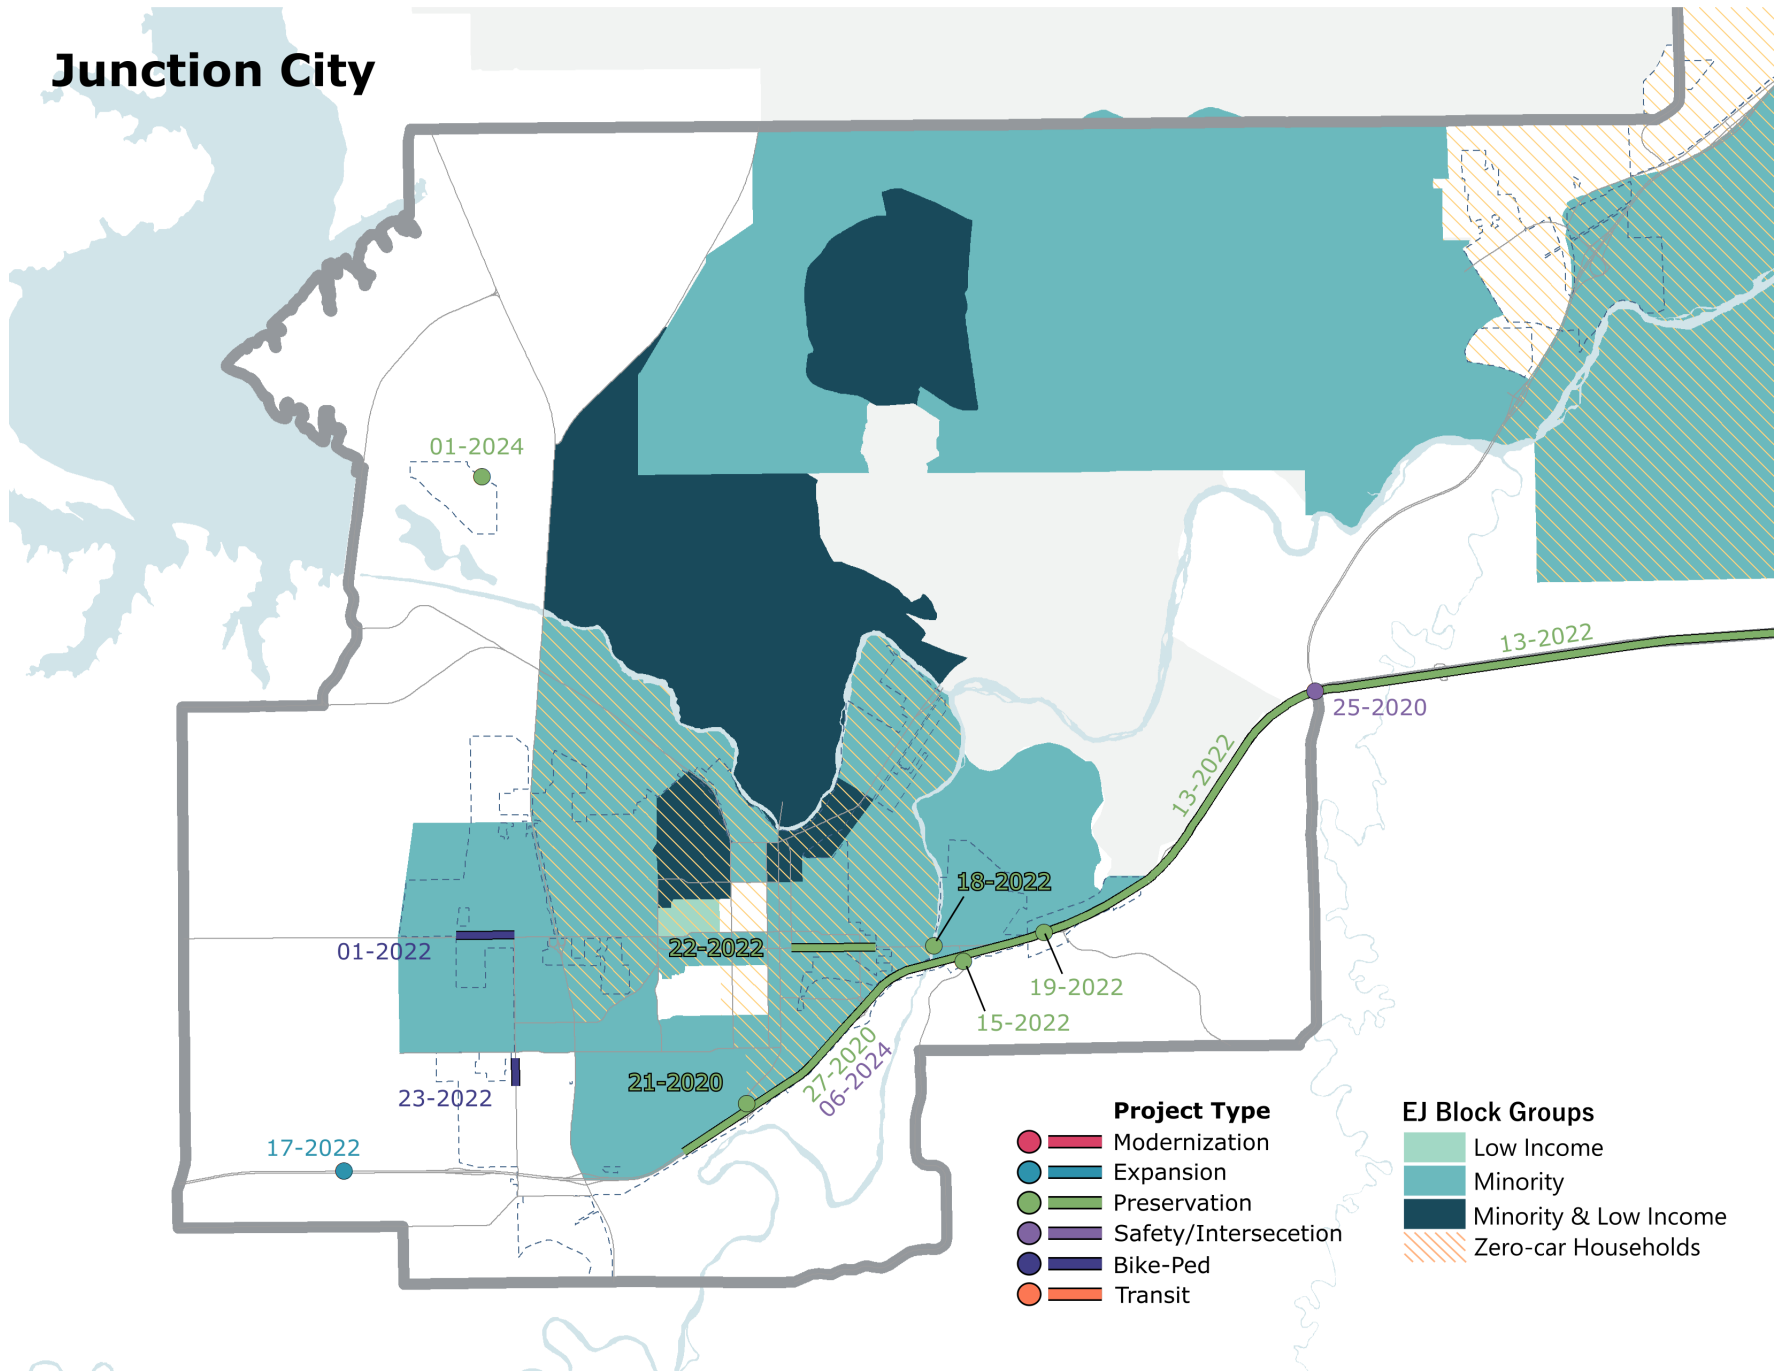 Junction City
01-2024
13-2022
25-2020
13-2022
18-2022
22-2022
01-2022
19-2022
15-2022
27-2020
06-2024
21-2020
23-2022
17-2022
Project Type
Modernization
Expansion
Preservation
Safety/Intersecetion
Bike-Ped
Transit
EJ Block Groups
Low Income
Minority
Minority & Low Income
Zero-car Households